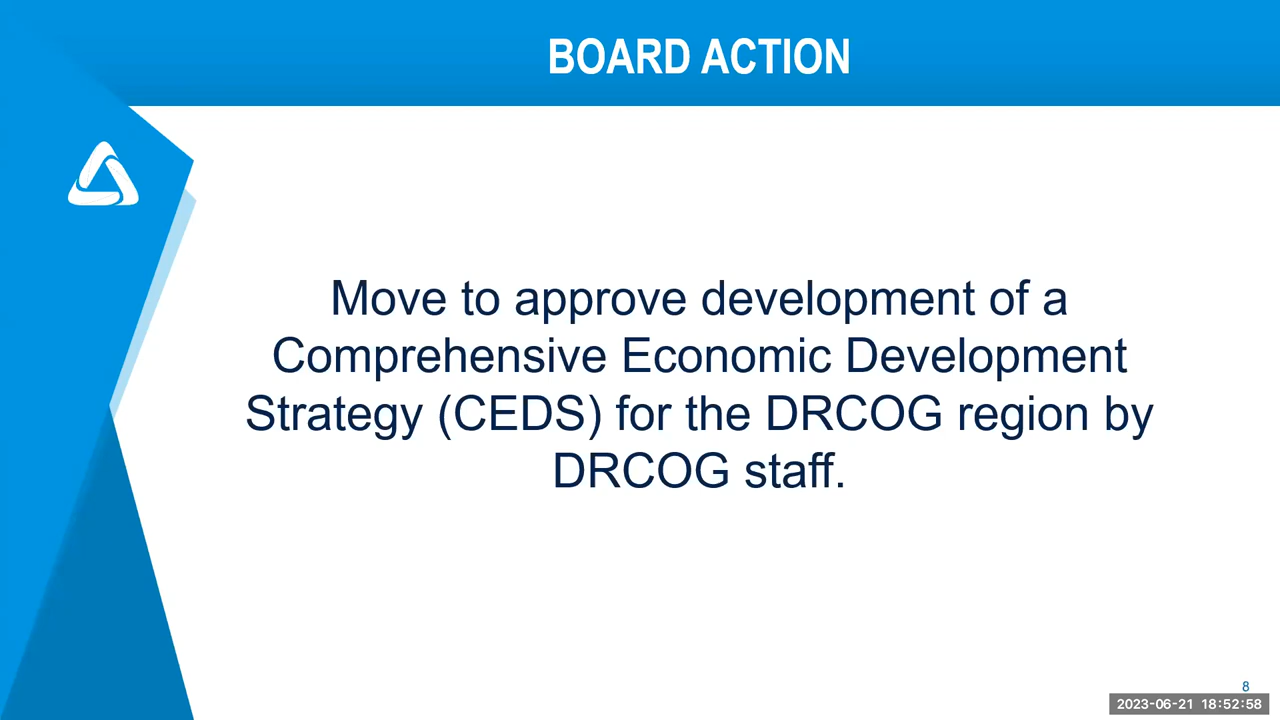 BOARD ACTION
Move to approve development of a
Comprehensive Economic Development
Strategy (CEDS) for the DRCOG region by
DRCOG staff.
8
2023-06-21 18:52:58